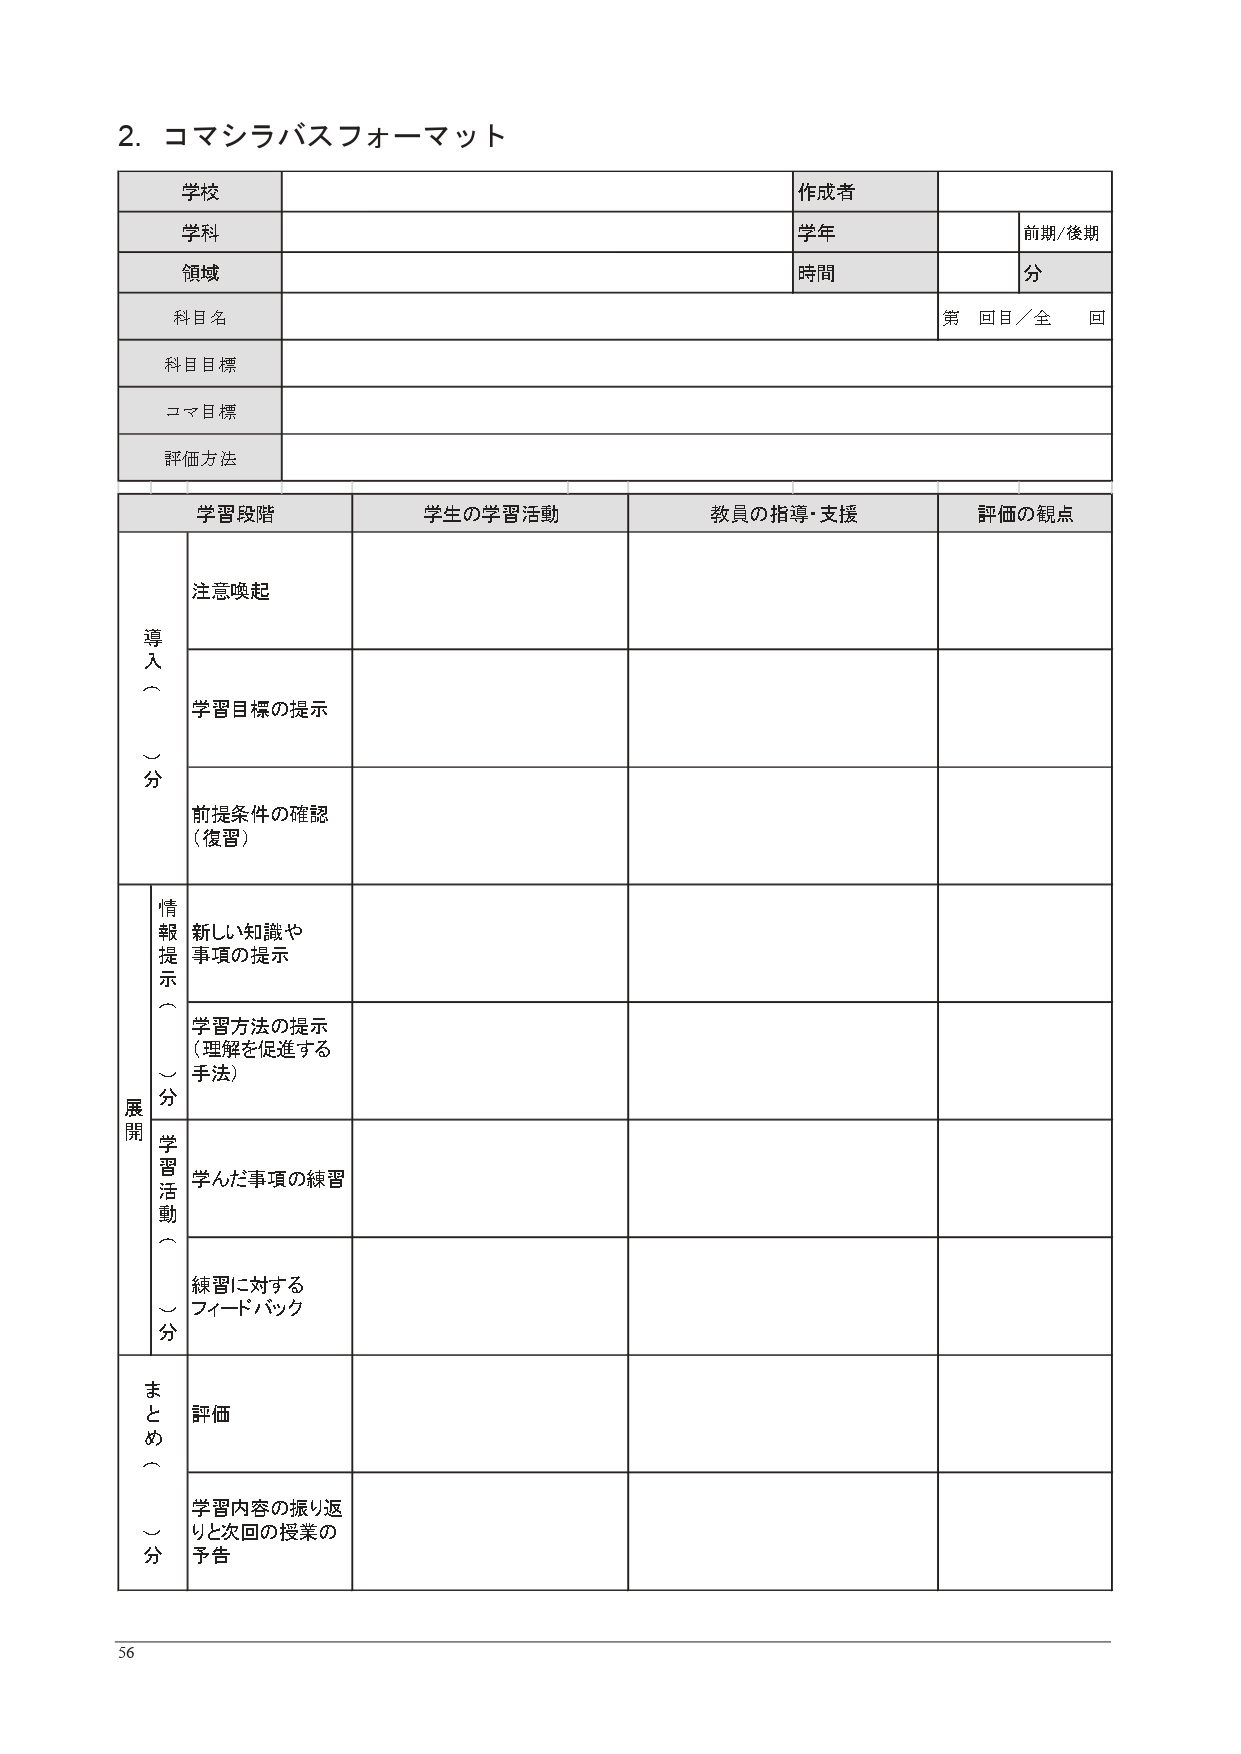 2. コマシラバスフォーマット
学校 作成者
学科 学年 前期/後期
領域 時間 分
科目名 第 回目／全 回
科目目標
コマ目標
評価方法
学習段階 学生の学習活動 教員の指導・支援 評価の観点
導入（ ）分
注意喚起
学習目標の提示
前提条件の確認
（復習）
展開
情報提示（ ）分
新しい知識や
事項の提示
学習方法の提示
（理解を促進する
手法）
学習活動（ ）分
学んだ事項の練習
練習に対する
フィードバック
まとめ（ ）分
評価
学習内容の振り返
りと次回の授業の
予告
56